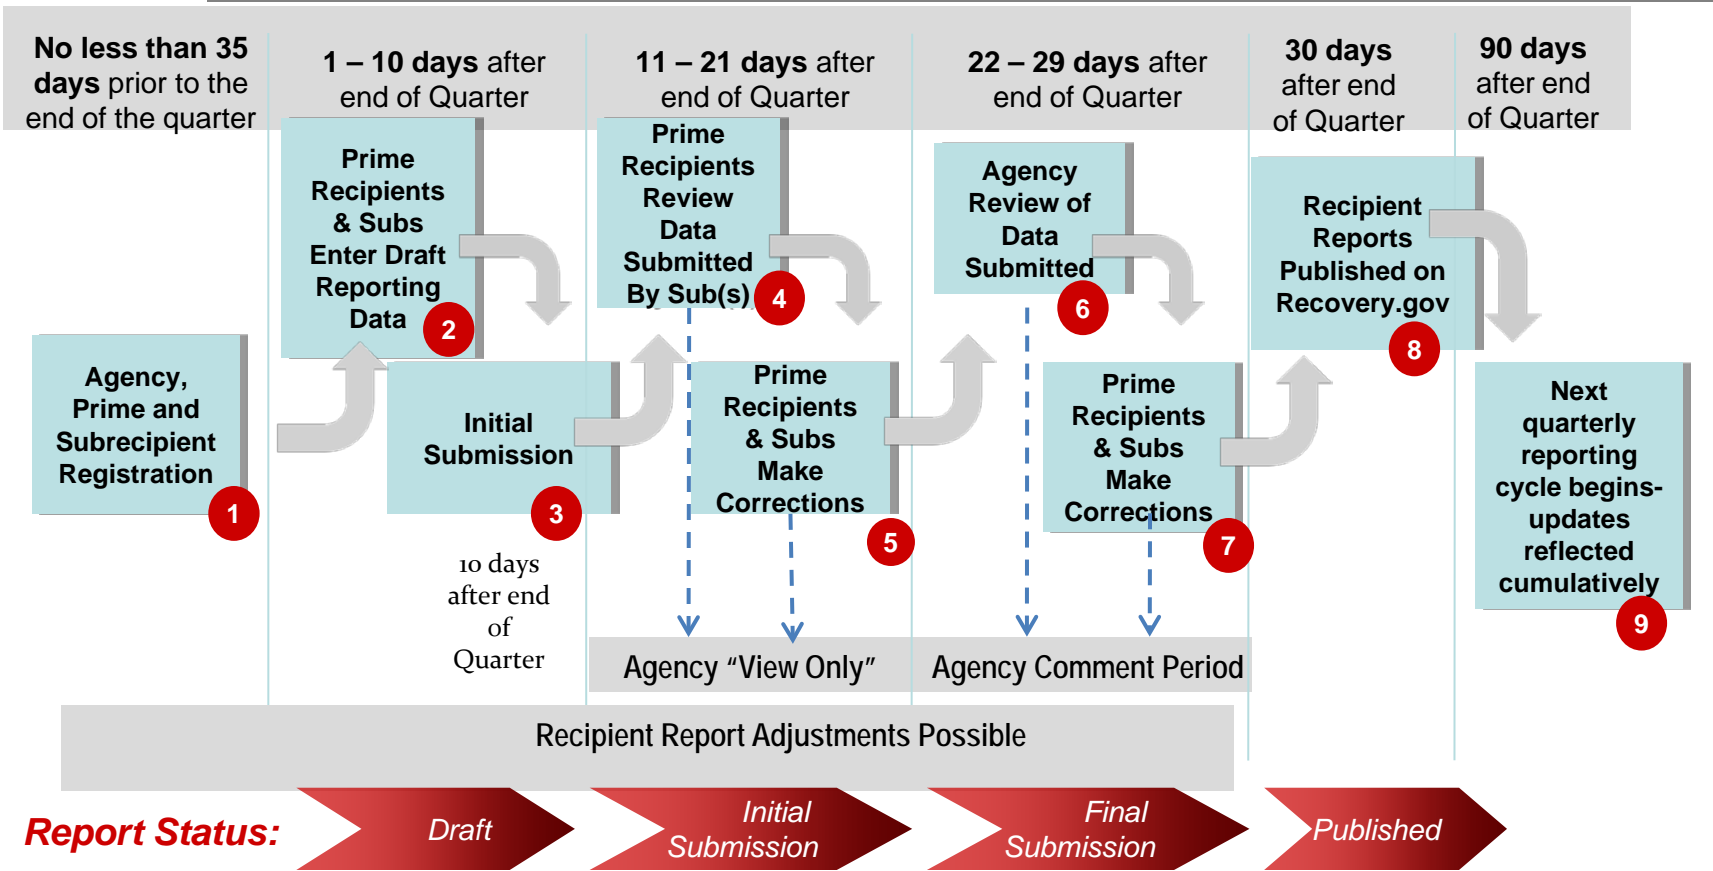 No less than 35
days prior to the
end of the quarter
1 – 10 days after
end of Quarter
11 – 21 days after
end of Quarter
22 – 29 days after
end of Quarter
30 days
after end
of Quarter
90 days
after end
of Quarter
Agency,
Prime and
Subrecipient
Registration
1
Prime
Recipients
& Subs
Enter Draft
Reporting
Data
2
Initial
Submission
3
10 days
after end
of
Quarter
Prime
Recipients
Review
Data
Submitted
By Sub(s)
4
Prime
Recipients
& Subs
Make
Corrections
5
Agency
Review of
Data
Submitted
6
Prime
Recipients
& Subs
Make
Corrections
7
Recipient
Reports
Published on
Recovery.gov
8
Next
quarterly
reporting
cycle begins-
updates
reflected
cumulatively
9
Agency “View Only”
Agency Comment Period
Recipient Report Adjustments Possible
Report Status:
Draft
Initial
Submission
Final
Submission
Published